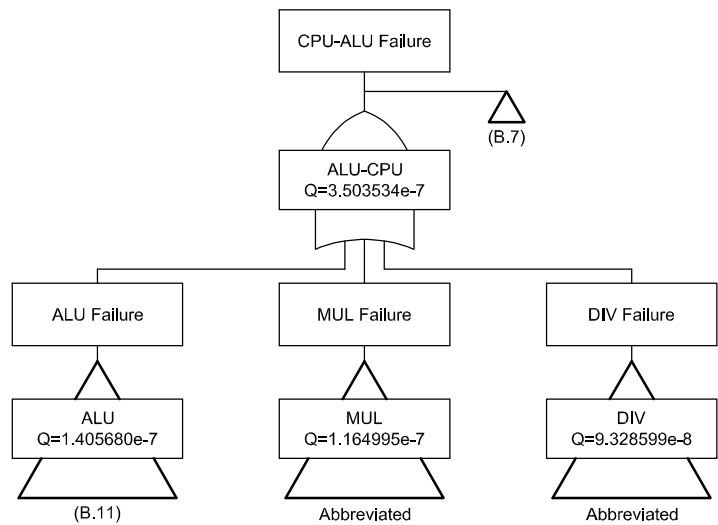 CPU-ALU Failure
(B.7)
ALU-CPU
Q=3.503534e-7
ALU Failure
MUL Failure
DIV Failure
ALU
Q=1.405680e-7
MUL
Q=1.164995e-7
DIV
Q=9.328599e-8
(B.11)
Abbreviated
Abbreviated